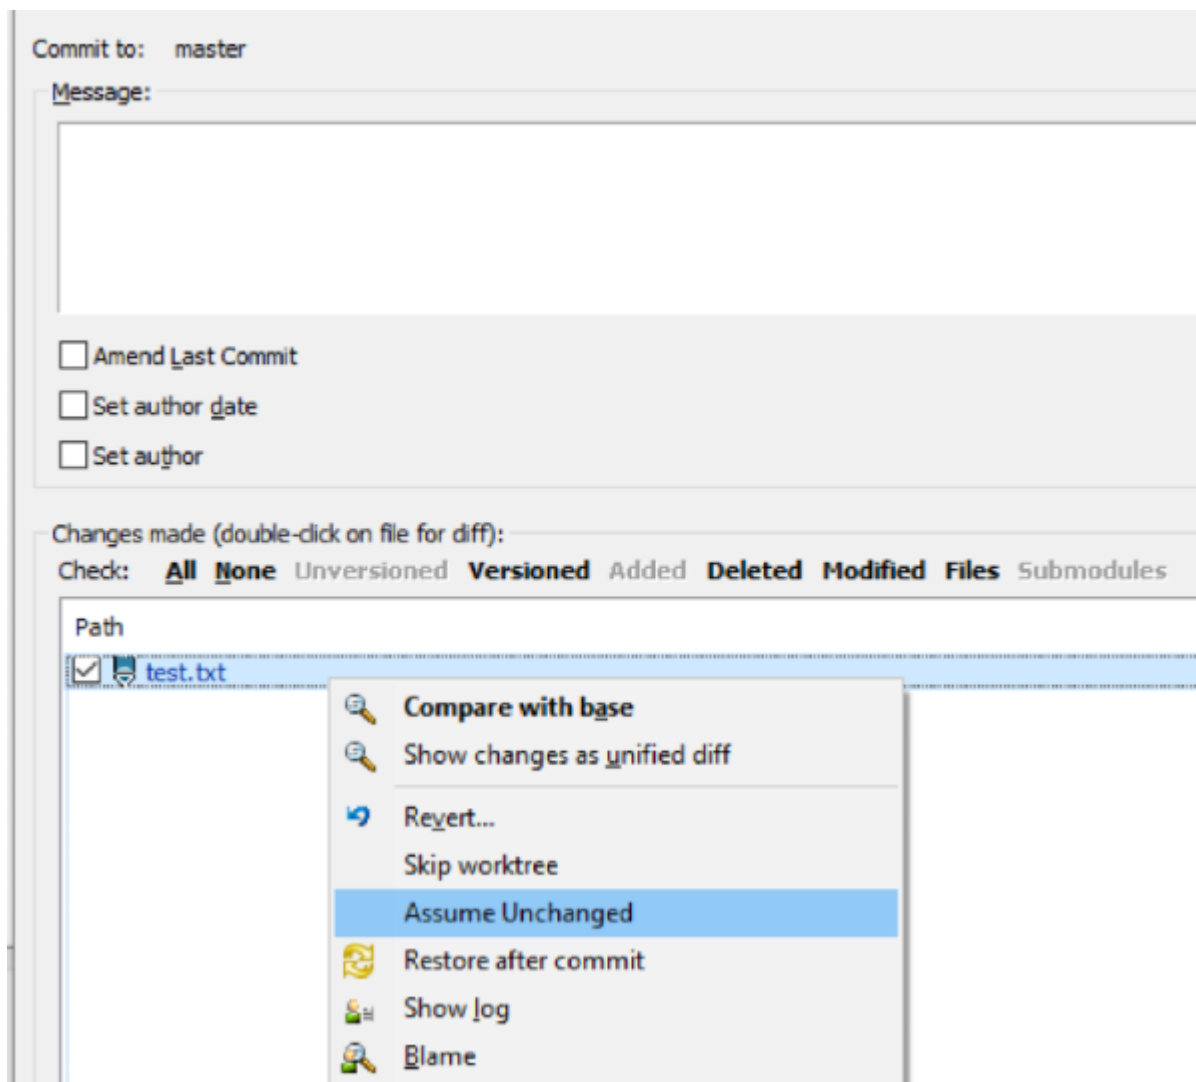 Commit to: master
Message:
Amend Last Commit
Set author date
Set author
Changes made (double-click on file for diff):
Check: All None Unversioned Versioned Added Deleted Modified Files Submodules
Path
test.txt
Compare with base
Show changes as unified diff
Revert...
Skip worktree
Assume Unchanged
Restore after commit
Show log
Blame